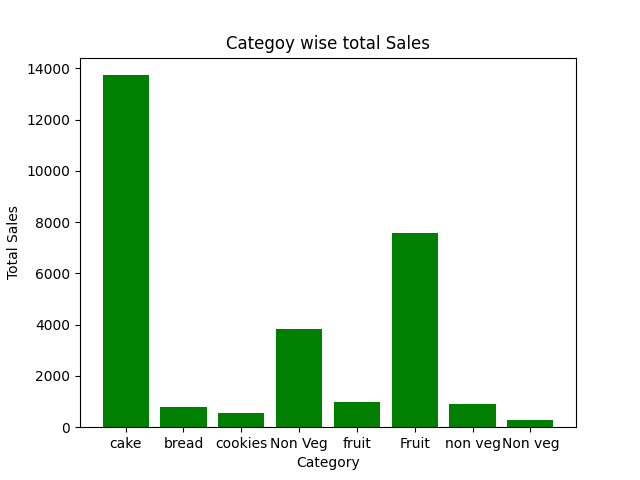 Categoy wise total Sales
14000
12000
10000
8000
6000
4000
2000
0
Total Sales
cake bread cookies Non Veg fruit Fruit non veg Non veg
Category